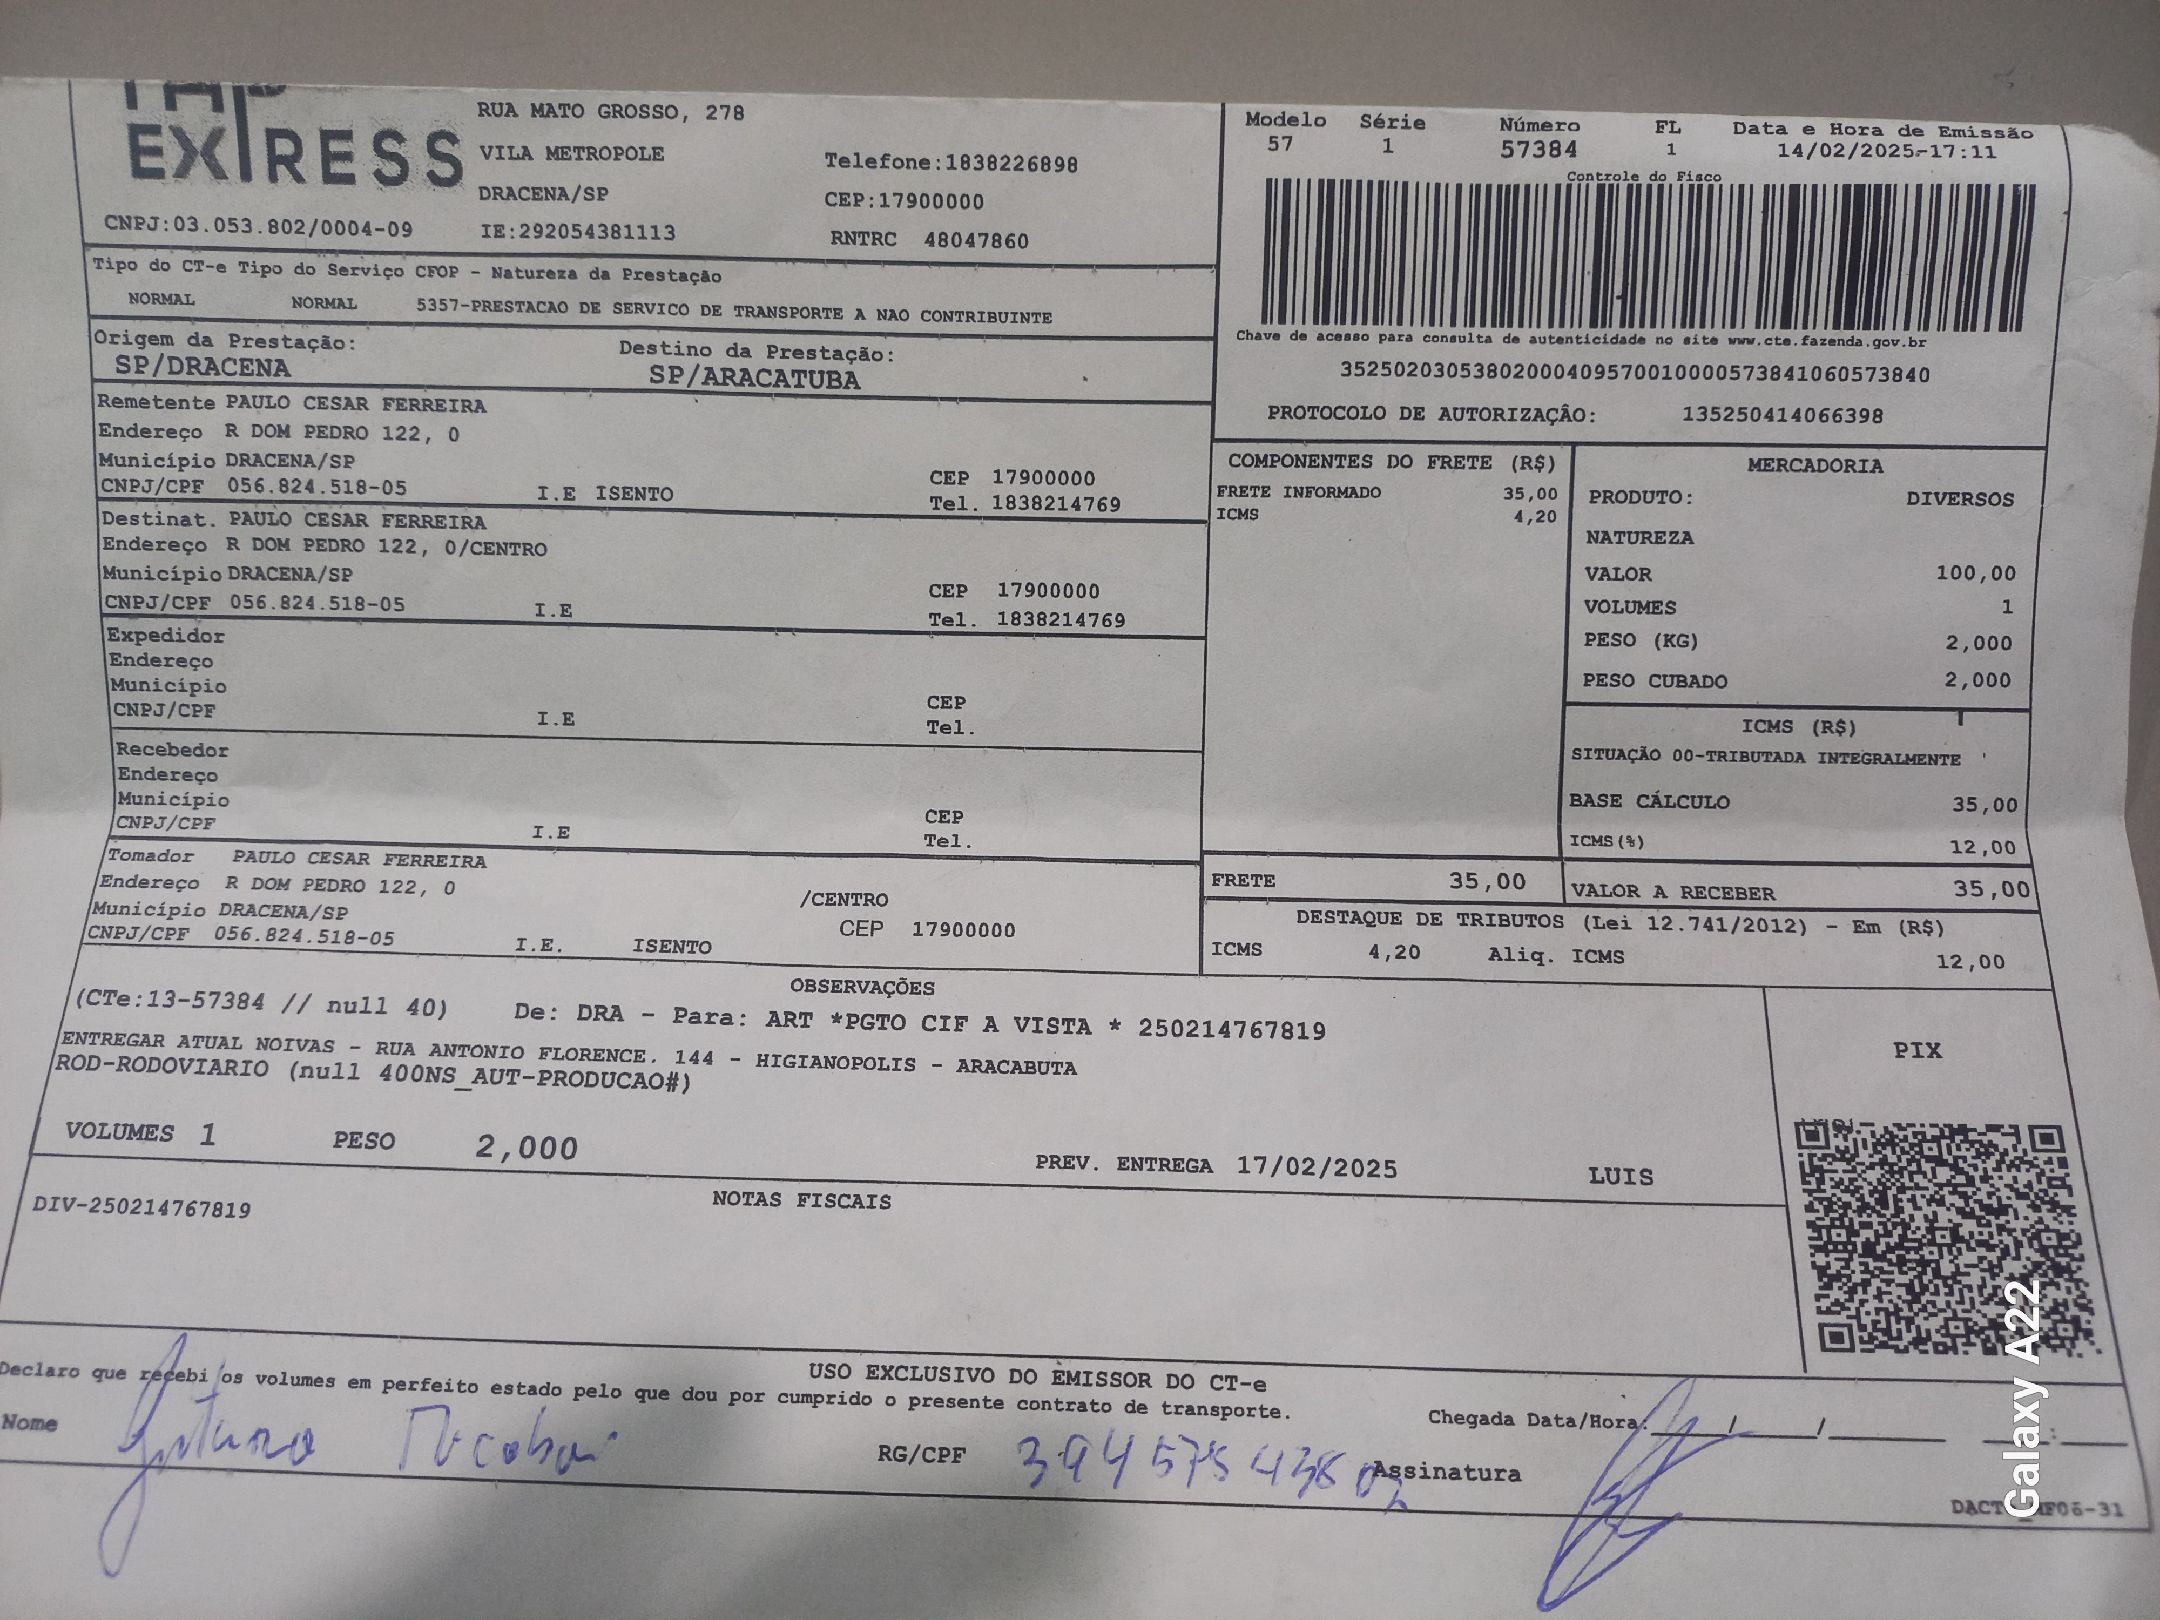 EXPRESS
RUA MATO GROSSO, 278
VILA METROPOLE
Telefone:1838226898
DRACENA/SP
CEP:17900000
CNPJ:03.053.802/0004-09
IE:292054381113
RNTRC 48047860
Modelo Série Número FL Data e Hora de Emissão
57 1 57384 1 14/02/2025-17:11
Controle do Fisco
Chave de acesso para consulta de autenticidade no site www.cte.fazenda.gov.br
35250203053802000409570010000573841060573840
PROTOCOLO DE AUTORIZAÇÃO: 135250414066398
Tipo do CT-e Tipo do Serviço CFOP - Natureza da Prestação
NORMAL NORMAL 5357-PRESTACAO DE SERVICO DE TRANSPORTE A NAO CONTRIBUINTE
Origem da Prestação: Destino da Prestação:
SP/DRACENA SP/ARACATUBA
Remetente PAULO CESAR FERREIRA
Endereço R DOM PEDRO 122, 0
Município DRACENA/SP CEP 17900000
CNPJ/CPF 056.824.518-05 I.E ISENTO Tel. 1838214769
Destinat. PAULO CESAR FERREIRA
Endereço R DOM PEDRO 122, 0/CENTRO
Município DRACENA/SP CEP 17900000
CNPJ/CPF 056.824.518-05 I.E Tel. 1838214769
Expedidor
Endereço
Município CEP
CNPJ/CPF I.E Tel.
Recebedor
Endereço
Município CEP
CNPJ/CPF I.E Tel.
Tomador PAULO CESAR FERREIRA
Endereço R DOM PEDRO 122, 0 /CENTRO
Município DRACENA/SP CEP 17900000
CNPJ/CPF 056.824.518-05 I.E. ISENTO
COMPONENTES DO FRETE (R$)
FRETE INFORMADO 35,00
ICMS 4,20
MERCADORIA
PRODUTO: DIVERSOS
NATUREZA
VALOR 100,00
VOLUMES 1
PESO (KG) 2,000
PESO CUBADO 2,000
ICMS (R$)
SITUAÇÃO 00-TRIBUTADA INTEGRALMENTE
BASE CÁLCULO 35,00
ICMS(%) 12,00
FRETE 35,00 VALOR A RECEBER 35,00
DESTAQUE DE TRIBUTOS (Lei 12.741/2012) - Em (R$)
ICMS 4,20 Aliq. ICMS 12,00
OBSERVAÇÕES
(CTe:13-57384 // null 40) De: DRA - Para: ART *PGTO CIF A VISTA * 250214767819
ENTREGAR ATUAL NOIVAS - RUA ANTONIO FLORENCE. 144 - HIGIANOPOLIS - ARACABUTA
ROD-RODOVIARIO (null 400NS_AUT-PRODUCAO#)
VOLUMES 1 PESO 2,000 PREV. ENTREGA 17/02/2025 LUIS
PIX
NOTAS FISCAIS
DIV-250214767819
USO EXCLUSIVO DO EMISSOR DO CT-e
Declaro que recebi os volumes em perfeito estado pelo que dou por cumprido o presente contrato de transporte.
Nome RG/CPF Chegada Data/Hora: / / :
Assinatura
Galaxy A22